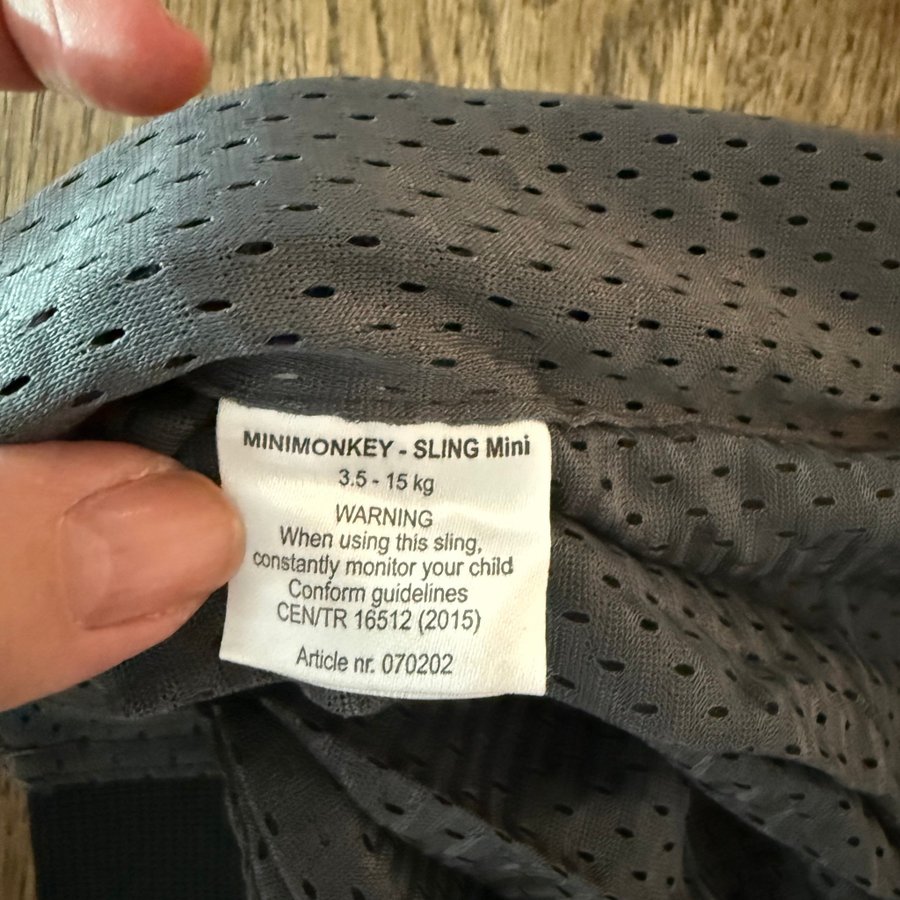 MINIMONKEY - SLING Mini
3.5 - 15 kg
WARNING
When using this sling,
constantly monitor your child
Conform guidelines
CEN/TR 16512 (2015)
Article nr. 070202